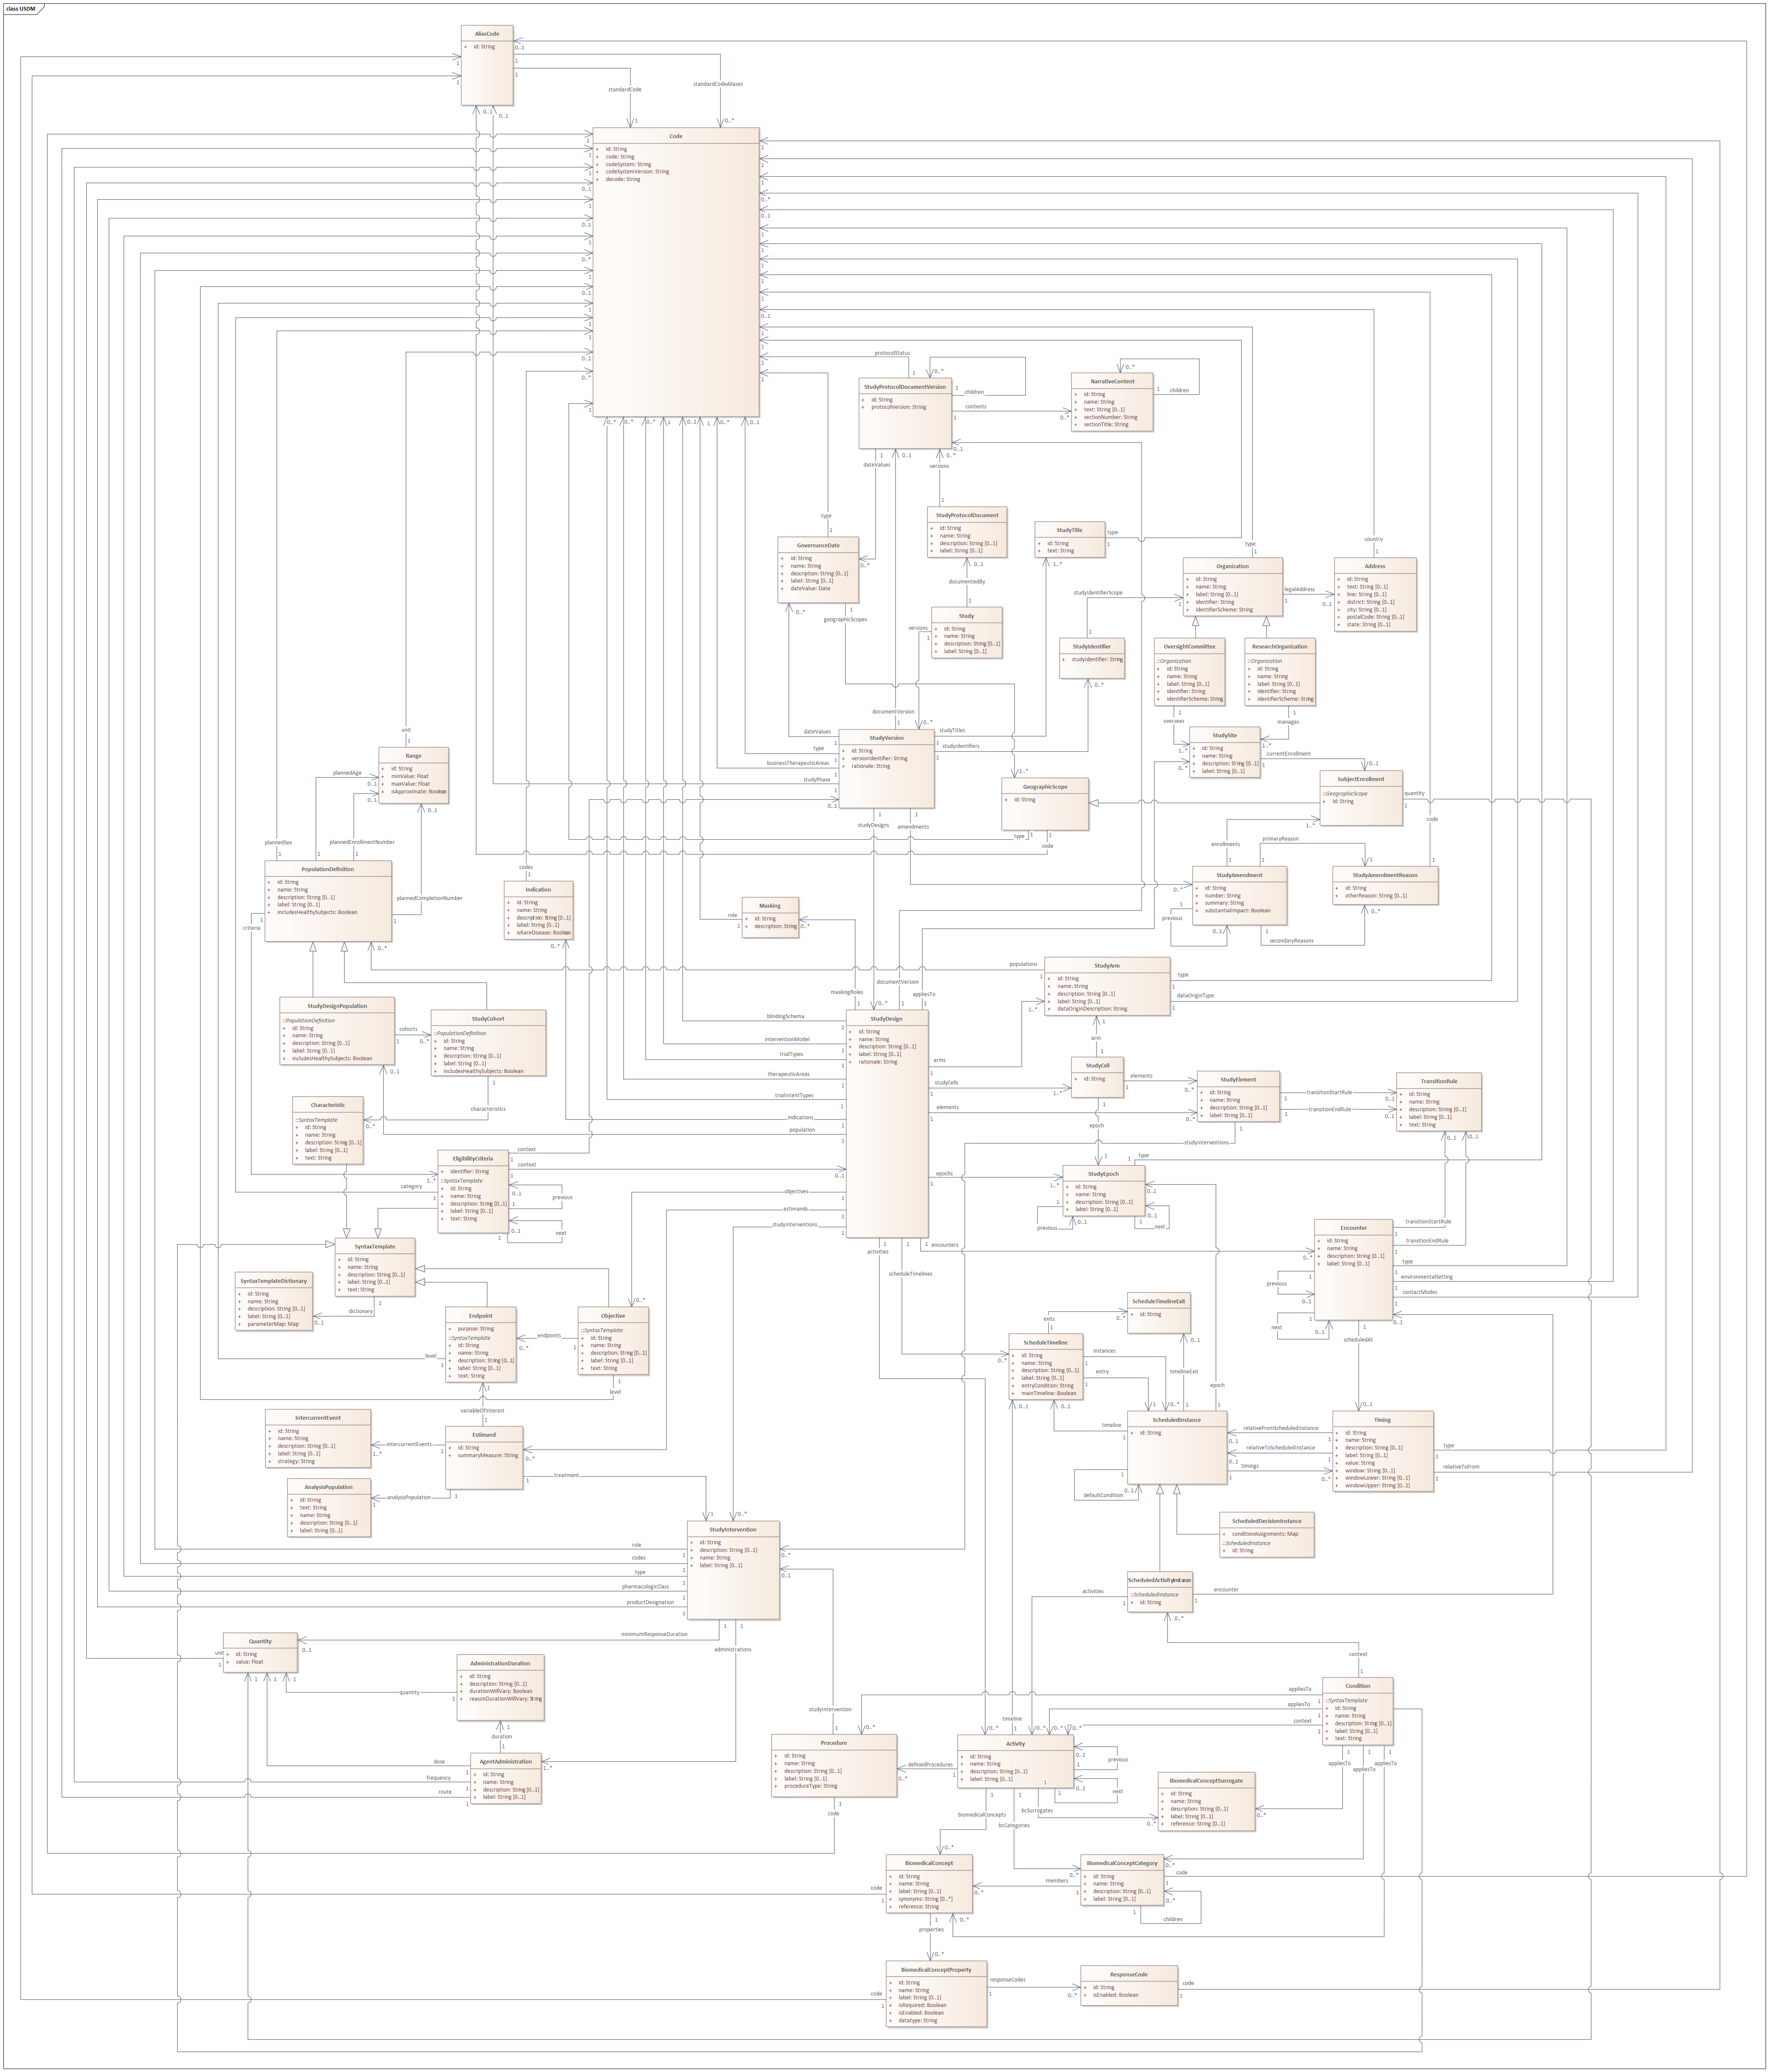 class USDM
AliasCode
+ id: String
standardCode
standardCodeAliases
Code
+ id: String
+ code: String
+ codeSystem: String
+ codeSystemVersion: String
+ decode: String
protocolStatus
StudyProtocolDocumentVersion
+ id: String
+ protocolVersion: String
children
contents
NarrativeContent
+ id: String
+ name: String
+ text: String [0..1]
+ sectionNumber: String
+ sectionTitle: String
children
dateValues
versions
type
StudyProtocolDocument
+ id: String
+ name: String
+ description: String [0..1]
+ label: String [0..1]
StudyTitle
+ id: String
+ text: String
type
GovernanceDate
+ id: String
+ name: String
+ description: String [0..1]
+ label: String [0..1]
+ dateValue: Date
type
country
Organization
+ id: String
+ name: String
+ label: String [0..1]
+ identifier: String
+ identifierScheme: String
legalAddress
Address
+ id: String
+ text: String [0..1]
+ line: String [0..1]
+ district: String [0..1]
+ city: String [0..1]
+ postalCode: String [0..1]
+ state: String [0..1]
documentedBy
studyIdentifierScope
geographicScopes
versions
Study
+ id: String
+ name: String
+ description: String [0..1]
+ label: String [0..1]
StudyIdentifier
+ studyIdentifier: String
OversightCommittee
::Organization
+ id: String
+ name: String
+ label: String [0..1]
+ identifier: String
+ identifierScheme: String
ResearchOrganization
::Organization
+ id: String
+ name: String
+ label: String [0..1]
+ identifier: String
+ identifierScheme: String
oversees
manages
documentVersion
unit
dateValues
type
businessTherapeuticAreas
studyPhase
StudyVersion
+ id: String
+ versionIdentifier: String
+ rationale: String
studyTitles
studyIdentifiers
StudySite
+ id: String
+ name: String
+ description: String [0..1]
+ label: String [0..1]
currentEnrollment
Range
+ id: String
+ minValue: Float
+ maxValue: Float
+ isApproximate: Boolean
plannedAge
GeographicScope
+ id: String
SubjectEnrollment
::GeographicScope
+ id: String
quantity
code
studyDesigns
amendments
type
code
plannedSex
plannedEnrollmentNumber
enrollments
primaryReason
PopulationDefinition
+ id: String
+ name: String
+ description: String [0..1]
+ label: String [0..1]
+ includesHealthySubjects: Boolean
plannedCompletionNumber
criteria
codes
Indication
+ id: String
+ name: String
+ description: String [0..1]
+ label: String [0..1]
+ isRareDisease: Boolean
role
Masking
+ id: String
+ description: String
StudyAmendment
+ id: String
+ number: String
+ summary: String
+ substantialImpact: Boolean
previous
secondaryReasons
StudyAmendmentReason
+ id: String
+ otherReason: String [0..1]
populations
StudyArm
+ id: String
+ name: String
+ description: String [0..1]
+ label: String [0..1]
+ dataOriginDescription: String
type
dataOriginType
maskingRoles
documentVersion
appliesTo
StudyDesignPopulation
::PopulationDefinition
+ id: String
+ name: String
+ description: String [0..1]
+ label: String [0..1]
+ includesHealthySubjects: Boolean
cohorts
StudyCohort
::PopulationDefinition
+ id: String
+ name: String
+ description: String [0..1]
+ label: String [0..1]
+ includesHealthySubjects: Boolean
characteristics
blindingSchema
interventionModel
trialTypes
therapeuticAreas
trialIntentTypes
indications
population
StudyDesign
+ id: String
+ name: String
+ description: String [0..1]
+ label: String [0..1]
+ rationale: String
arms
studyCells
elements
arm
StudyCell
+ id: String
elements
StudyElement
+ id: String
+ name: String
+ description: String [0..1]
+ label: String [0..1]
transitionStartRule
transitionEndRule
TransitionRule
+ id: String
+ name: String
+ description: String [0..1]
+ label: String [0..1]
+ text: String
studyInterventions
Characteristic
::SyntaxTemplate
+ id: String
+ name: String
+ description: String [0..1]
+ label: String [0..1]
+ text: String
epoch
type
EligibilityCriteria
+ identifier: String
::SyntaxTemplate
+ id: String
+ name: String
+ description: String [0..1]
+ label: String [0..1]
+ text: String
context
context
category
previous
next
epochs
StudyEpoch
+ id: String
+ name: String
+ description: String [0..1]
+ label: String [0..1]
previous
next
objectives
estimands
studyInterventions
SyntaxTemplate
+ id: String
+ name: String
+ description: String [0..1]
+ label: String [0..1]
+ text: String
activities
encounters
scheduleTimelines
Encounter
+ id: String
+ name: String
+ description: String [0..1]
+ label: String [0..1]
transitionStartRule
transitionEndRule
type
environmentalSetting
contactModes
previous
next
scheduledAt
SyntaxTemplateDictionary
+ id: String
+ name: String
+ description: String [0..1]
+ label: String [0..1]
+ parameterMap: Map
dictionary
Endpoint
+ purpose: String
::SyntaxTemplate
+ id: String
+ name: String
+ description: String [0..1]
+ label: String [0..1]
+ text: String
level
endpoints
Objective
::SyntaxTemplate
+ id: String
+ name: String
+ description: String [0..1]
+ label: String [0..1]
+ text: String
level
ScheduleTimelineExit
+ id: String
exits
ScheduleTimeline
+ id: String
+ name: String
+ description: String [0..1]
+ label: String [0..1]
+ entryCondition: String
+ mainTimeline: Boolean
instances
entry
timelineExit
epoch
variableOfInterest
IntercurrentEvent
+ id: String
+ name: String
+ description: String [0..1]
+ label: String [0..1]
+ strategy: String
intercurrentEvents
Estimand
+ id: String
+ summaryMeasure: String
timeline
ScheduledInstance
+ id: String
relativeFromScheduledInstance
relativeToScheduledInstance
timings
defaultCondition
Timing
+ id: String
+ name: String
+ description: String [0..1]
+ label: String [0..1]
+ value: String
+ window: String [0..1]
+ windowLower: String [0..1]
+ windowUpper: String [0..1]
type
relativeToFrom
treatment
AnalysisPopulation
+ id: String
+ text: String
+ name: String
+ description: String [0..1]
+ label: String [0..1]
analysisPopulation
StudyIntervention
+ id: String
+ description: String [0..1]
+ name: String
+ label: String [0..1]
role
codes
type
pharmacologicClass
productDesignation
ScheduledDecisionInstance
+ conditionAssignments: Map
::ScheduledInstance
+ id: String
ScheduledActivityInstance
::ScheduledInstance
+ id: String
activities
encounter
minimumResponseDuration
administrations
Quantity
+ id: String
+ value: Float
unit
AdministrationDuration
+ id: String
+ description: String [0..1]
+ durationWillVary: Boolean
+ reasonDurationWillVary: String
quantity
duration
context
Condition
::SyntaxTemplate
+ id: String
+ name: String
+ description: String [0..1]
+ label: String [0..1]
+ text: String
appliesTo
appliesTo
context
appliesTo
appliesTo
appliesTo
studyIntervention
timeline
dose
frequency
route
AgentAdministration
+ id: String
+ name: String
+ description: String [0..1]
+ label: String [0..1]
Procedure
+ id: String
+ name: String
+ description: String [0..1]
+ label: String [0..1]
+ procedureType: String
code
definedProcedures
Activity
+ id: String
+ name: String
+ description: String [0..1]
+ label: String [0..1]
previous
next
biomedicalConcepts
bcCategories
bcSurrogates
BiomedicalConceptSurrogate
+ id: String
+ name: String
+ description: String [0..1]
+ label: String [0..1]
+ reference: String [0..1]
BiomedicalConcept
+ id: String
+ name: String
+ label: String [0..1]
+ synonyms: String [0..*]
+ reference: String
code
members
BiomedicalConceptCategory
+ id: String
+ name: String
+ description: String [0..1]
+ label: String [0..1]
code
children
properties
BiomedicalConceptProperty
+ id: String
+ name: String
+ label: String [0..1]
+ isRequired: Boolean
+ isEnabled: Boolean
+ datatype: String
code
responseCodes
ResponseCode
+ id: String
+ isEnabled: Boolean
code